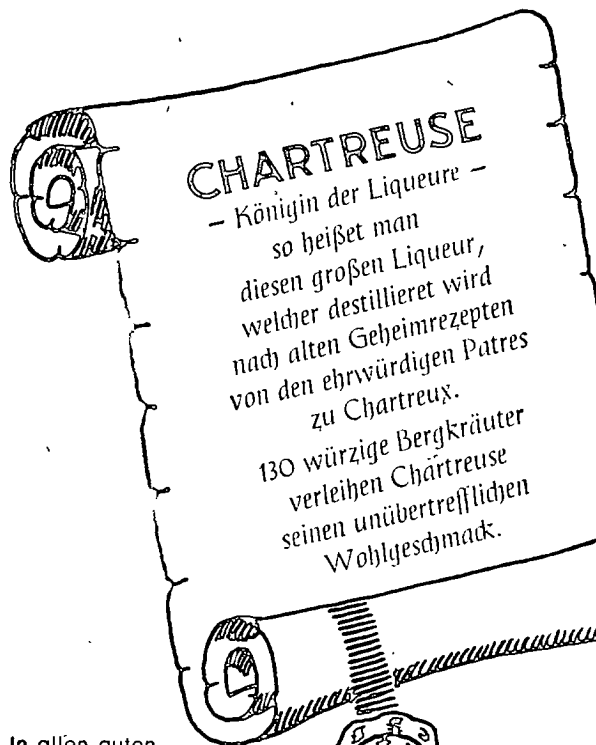 CHARTREUSE
– Königin der Liqueure –
so heißet man
diesen großen Liqueur,
welcher destillieret wird
nach alten Geheimrezepten
von den ehrwürdigen Patres
zu Chartreux.
130 würzige Bergkräuter
verleihen Chartreuse
seinen unübertrefflichen
Wohlgeschmack.
In allen guten